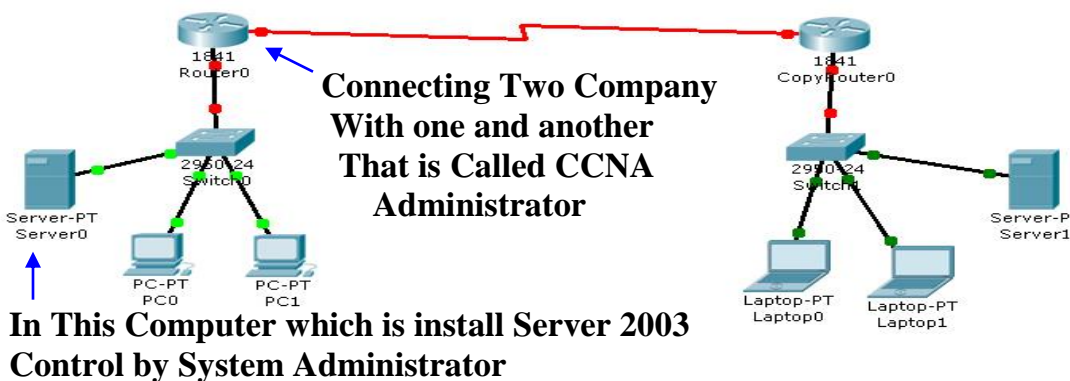 1841
Router0
1841
CopyRouter0
Connecting Two Company
With one and another
That is Called CCNA
Administrator
2950-24
Switch0
2950-24
Switch1
Server-PT
Server0
Server-P
Server1
PC-PT
PC0
PC-PT
PC1
Laptop-PT
Laptop0
Laptop-PT
Laptop1
In This Computer which is install Server 2003
Control by System Administrator